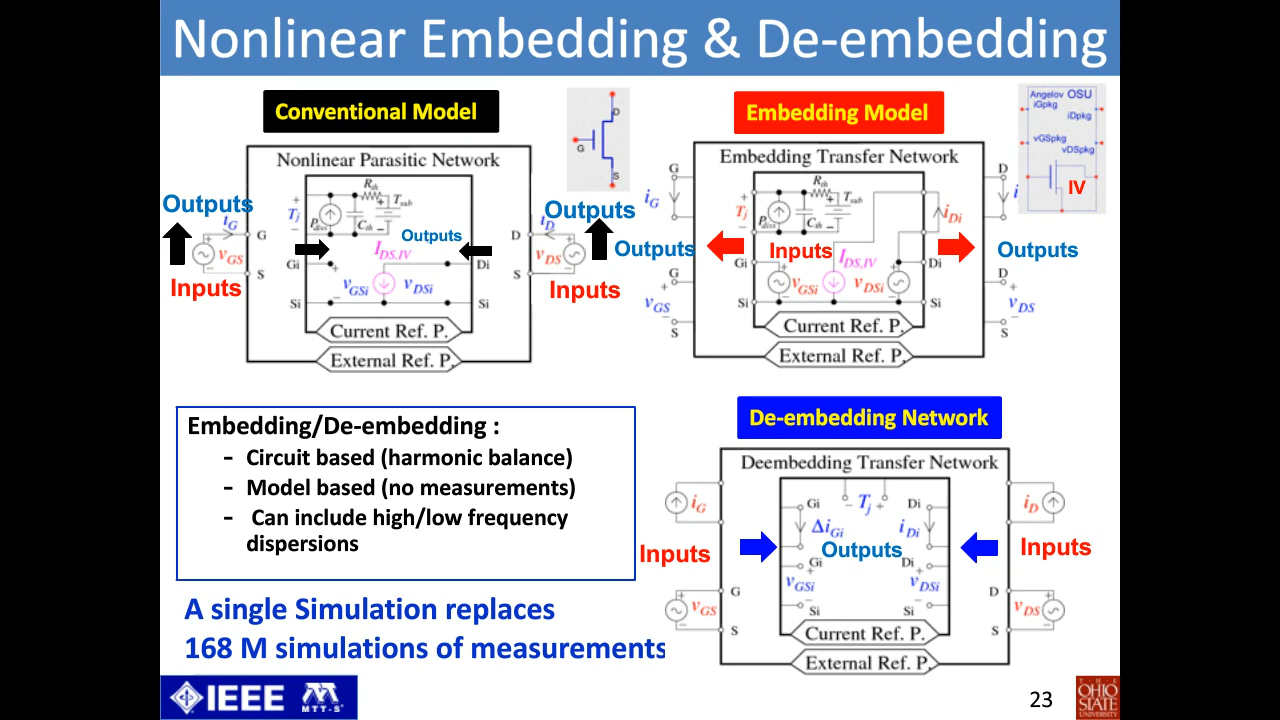 Nonlinear Embedding & De-embedding
Conventional Model
D
G
S
Nonlinear Parasitic Network
Outputs
iG
G
vGS
S
Inputs
Rth
Tj
Pdiss
Cth
Tsub
Outputs
IDS,IV
Gi
Di
vGSi
vDSi
Si
Si
Current Ref. P.
External Ref. P.
Outputs
iD
D
vDS
S
Inputs
Embedding Model
Angelov OSU
iGpkg
iDpkg
vGSpkg
vDSpkg
IV
Embedding Transfer Network
G
iG
Outputs
G
vGS
S
Rth
Tj
Pdiss
Cth
Tsub
iDi
Inputs
IDS,IV
Gi
Di
vGSi
vDSi
Si
Si
Current Ref. P.
External Ref. P.
D
i
Outputs
D
vDS
S
Embedding/De-embedding :
- Circuit based (harmonic balance)
- Model based (no measurements)
- Can include high/low frequency
dispersions
A single Simulation replaces
168 M simulations of measurements
De-embedding Network
Deembedding Transfer Network
iG
Inputs
G
vGS
S
Gi
- Tj +
Di
ΔiGi
iDi
Outputs
Gi
Di
vGSi
vDSi
Si
Si
Current Ref. P.
External Ref. P.
iD
Inputs
D
vDS
S
IEEE
MTT-S
23
THE
OHIO
STATE
UNIVERSITY